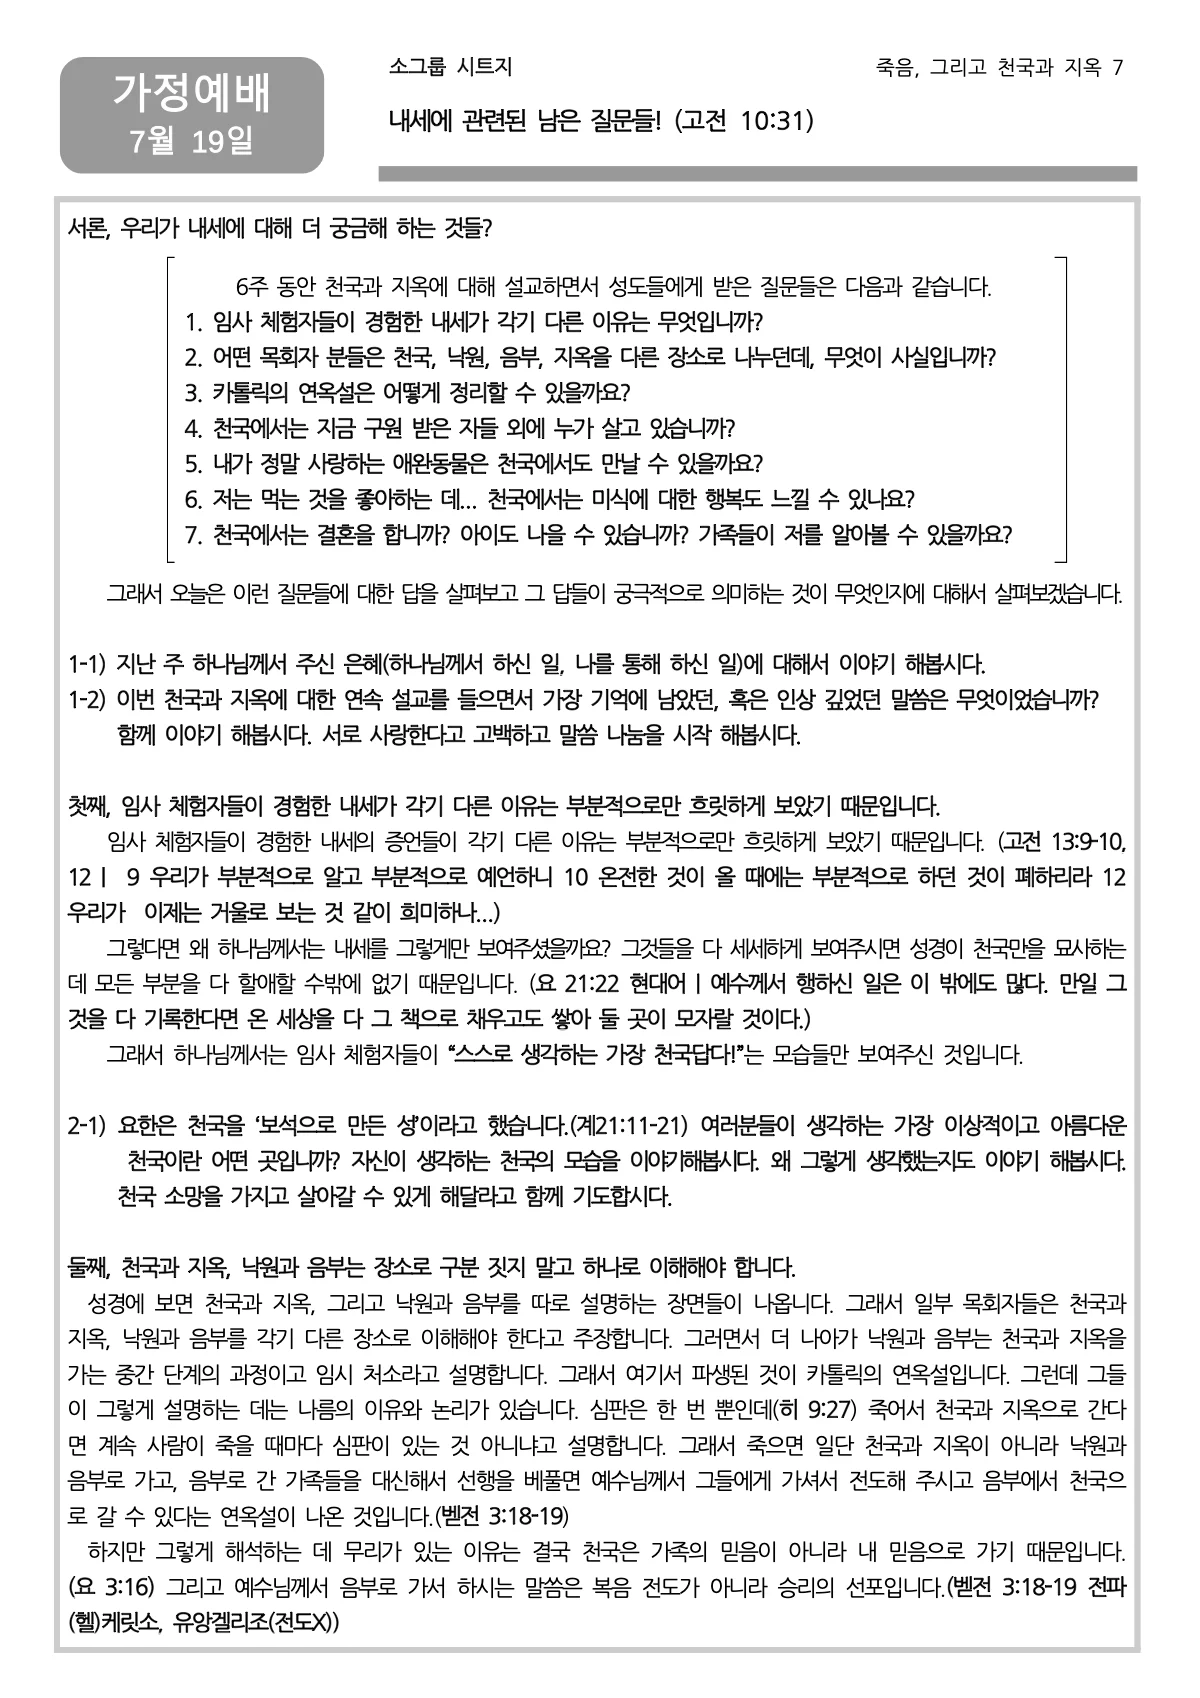 가정예배
7월 19일
소그룹 시트지
죽음, 그리고 천국과 지옥 7
내세에 관련된 남은 질문들! (고전 10:31)
서론, 우리가 내세에 대해 더 궁금해 하는 것들?
6주 동안 천국과 지옥에 대해 설교하면서 성도들에게 받은 질문들은 다음과 같습니다.
1. 임사 체험자들이 경험한 내세가 각기 다른 이유는 무엇입니까?
2. 어떤 목회자 분들은 천국, 낙원, 음부, 지옥을 다른 장소로 나누던데, 무엇이 사실입니까?
3. 카톨릭의 연옥설은 어떻게 정리할 수 있을까요?
4. 천국에서는 지금 구원 받은 자들 외에 누가 살고 있습니까?
5. 내가 정말 사랑하는 애완동물은 천국에서도 만날 수 있을까요?
6. 저는 먹는 것을 좋아하는 데... 천국에서는 미식에 대한 행복도 느낄 수 있나요?
7. 천국에서는 결혼을 합니까? 아이도 나을 수 있습니까? 가족들이 저를 알아볼 수 있을까요?
그래서 오늘은 이런 질문들에 대한 답을 살펴보고 그 답들이 궁극적으로 의미하는 것이 무엇인지에 대해서 살펴보겠습니다.
1-1) 지난 주 하나님께서 주신 은혜(하나님께서 하신 일, 나를 통해 하신 일)에 대해서 이야기 해봅시다.
1-2) 이번 천국과 지옥에 대한 연속 설교를 들으면서 가장 기억에 남았던, 혹은 인상 깊었던 말씀은 무엇이었습니까?
함께 이야기 해봅시다. 서로 사랑한다고 고백하고 말씀 나눔을 시작 해봅시다.
첫째, 임사 체험자들이 경험한 내세가 각기 다른 이유는 부분적으로만 흐릿하게 보았기 때문입니다.
임사 체험자들이 경험한 내세의 증언들이 각기 다른 이유는 부분적으로만 흐릿하게 보았기 때문입니다. (고전 13:9-10,
12ㅣ 9 우리가 부분적으로 알고 부분적으로 예언하니 10 온전한 것이 올 때에는 부분적으로 하던 것이 폐하리라 12
우리가 이제는 거울로 보는 것 같이 희미하나...)
그렇다면 왜 하나님께서는 내세를 그렇게만 보여주셨을까요? 그것들을 다 세세하게 보여주시면 성경이 천국만을 묘사하는
데 모든 부분을 다 할애할 수밖에 없기 때문입니다. (요 21:22 현대어ㅣ예수께서 행하신 일은 이 밖에도 많다. 만일 그
것을 다 기록한다면 온 세상을 다 그 책으로 채우고도 쌓아 둘 곳이 모자랄 것이다.)
그래서 하나님께서는 임사 체험자들이 “스스로 생각하는 가장 천국답다!”는 모습들만 보여주신 것입니다.
2-1) 요한은 천국을 ‘보석으로 만든 성’이라고 했습니다.(계21:11-21) 여러분들이 생각하는 가장 이상적이고 아름다운
천국이란 어떤 곳입니까? 자신이 생각하는 천국의 모습을 이야기해봅시다. 왜 그렇게 생각했는지도 이야기 해봅시다.
천국 소망을 가지고 살아갈 수 있게 해달라고 함께 기도합시다.
둘째, 천국과 지옥, 낙원과 음부는 장소로 구분 짓지 말고 하나로 이해해야 합니다.
성경에 보면 천국과 지옥, 그리고 낙원과 음부를 따로 설명하는 장면들이 나옵니다. 그래서 일부 목회자들은 천국과
지옥, 낙원과 음부를 각기 다른 장소로 이해해야 한다고 주장합니다. 그러면서 더 나아가 낙원과 음부는 천국과 지옥을
가는 중간 단계의 과정이고 임시 처소라고 설명합니다. 그래서 여기서 파생된 것이 카톨릭의 연옥설입니다. 그런데 그들
이 그렇게 설명하는 데는 나름의 이유와 논리가 있습니다. 심판은 한 번 뿐인데(히 9:27) 죽어서 천국과 지옥으로 간다
면 계속 사람이 죽을 때마다 심판이 있는 것 아니냐고 설명합니다. 그래서 죽으면 일단 천국과 지옥이 아니라 낙원과
음부로 가고, 음부로 간 가족들을 대신해서 선행을 베풀면 예수님께서 그들에게 가셔서 전도해 주시고 음부에서 천국으
로 갈 수 있다는 연옥설이 나온 것입니다.(벧전 3:18-19)
하지만 그렇게 해석하는 데 무리가 있는 이유는 결국 천국은 가족의 믿음이 아니라 내 믿음으로 가기 때문입니다.
(요 3:16) 그리고 예수님께서 음부로 가서 하시는 말씀은 복음 전도가 아니라 승리의 선포입니다.(벧전 3:18-19 전파
(헬)케릿소, 유앙겔리조(전도X))